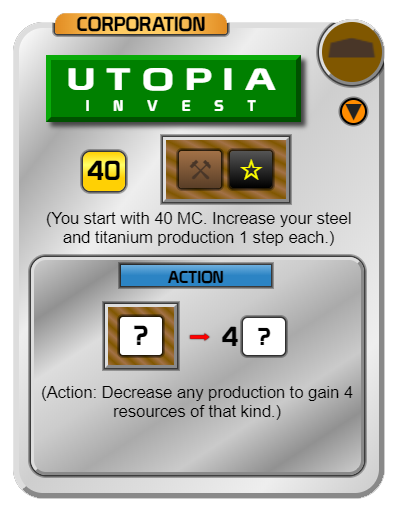 CORPORATION
UTOPIA
INVEST
40
(You start with 40 MC. Increase your steel
and titanium production 1 step each.)
ACTION
? 4 ?
(Action: Decrease any production to gain 4
resources of that kind.)